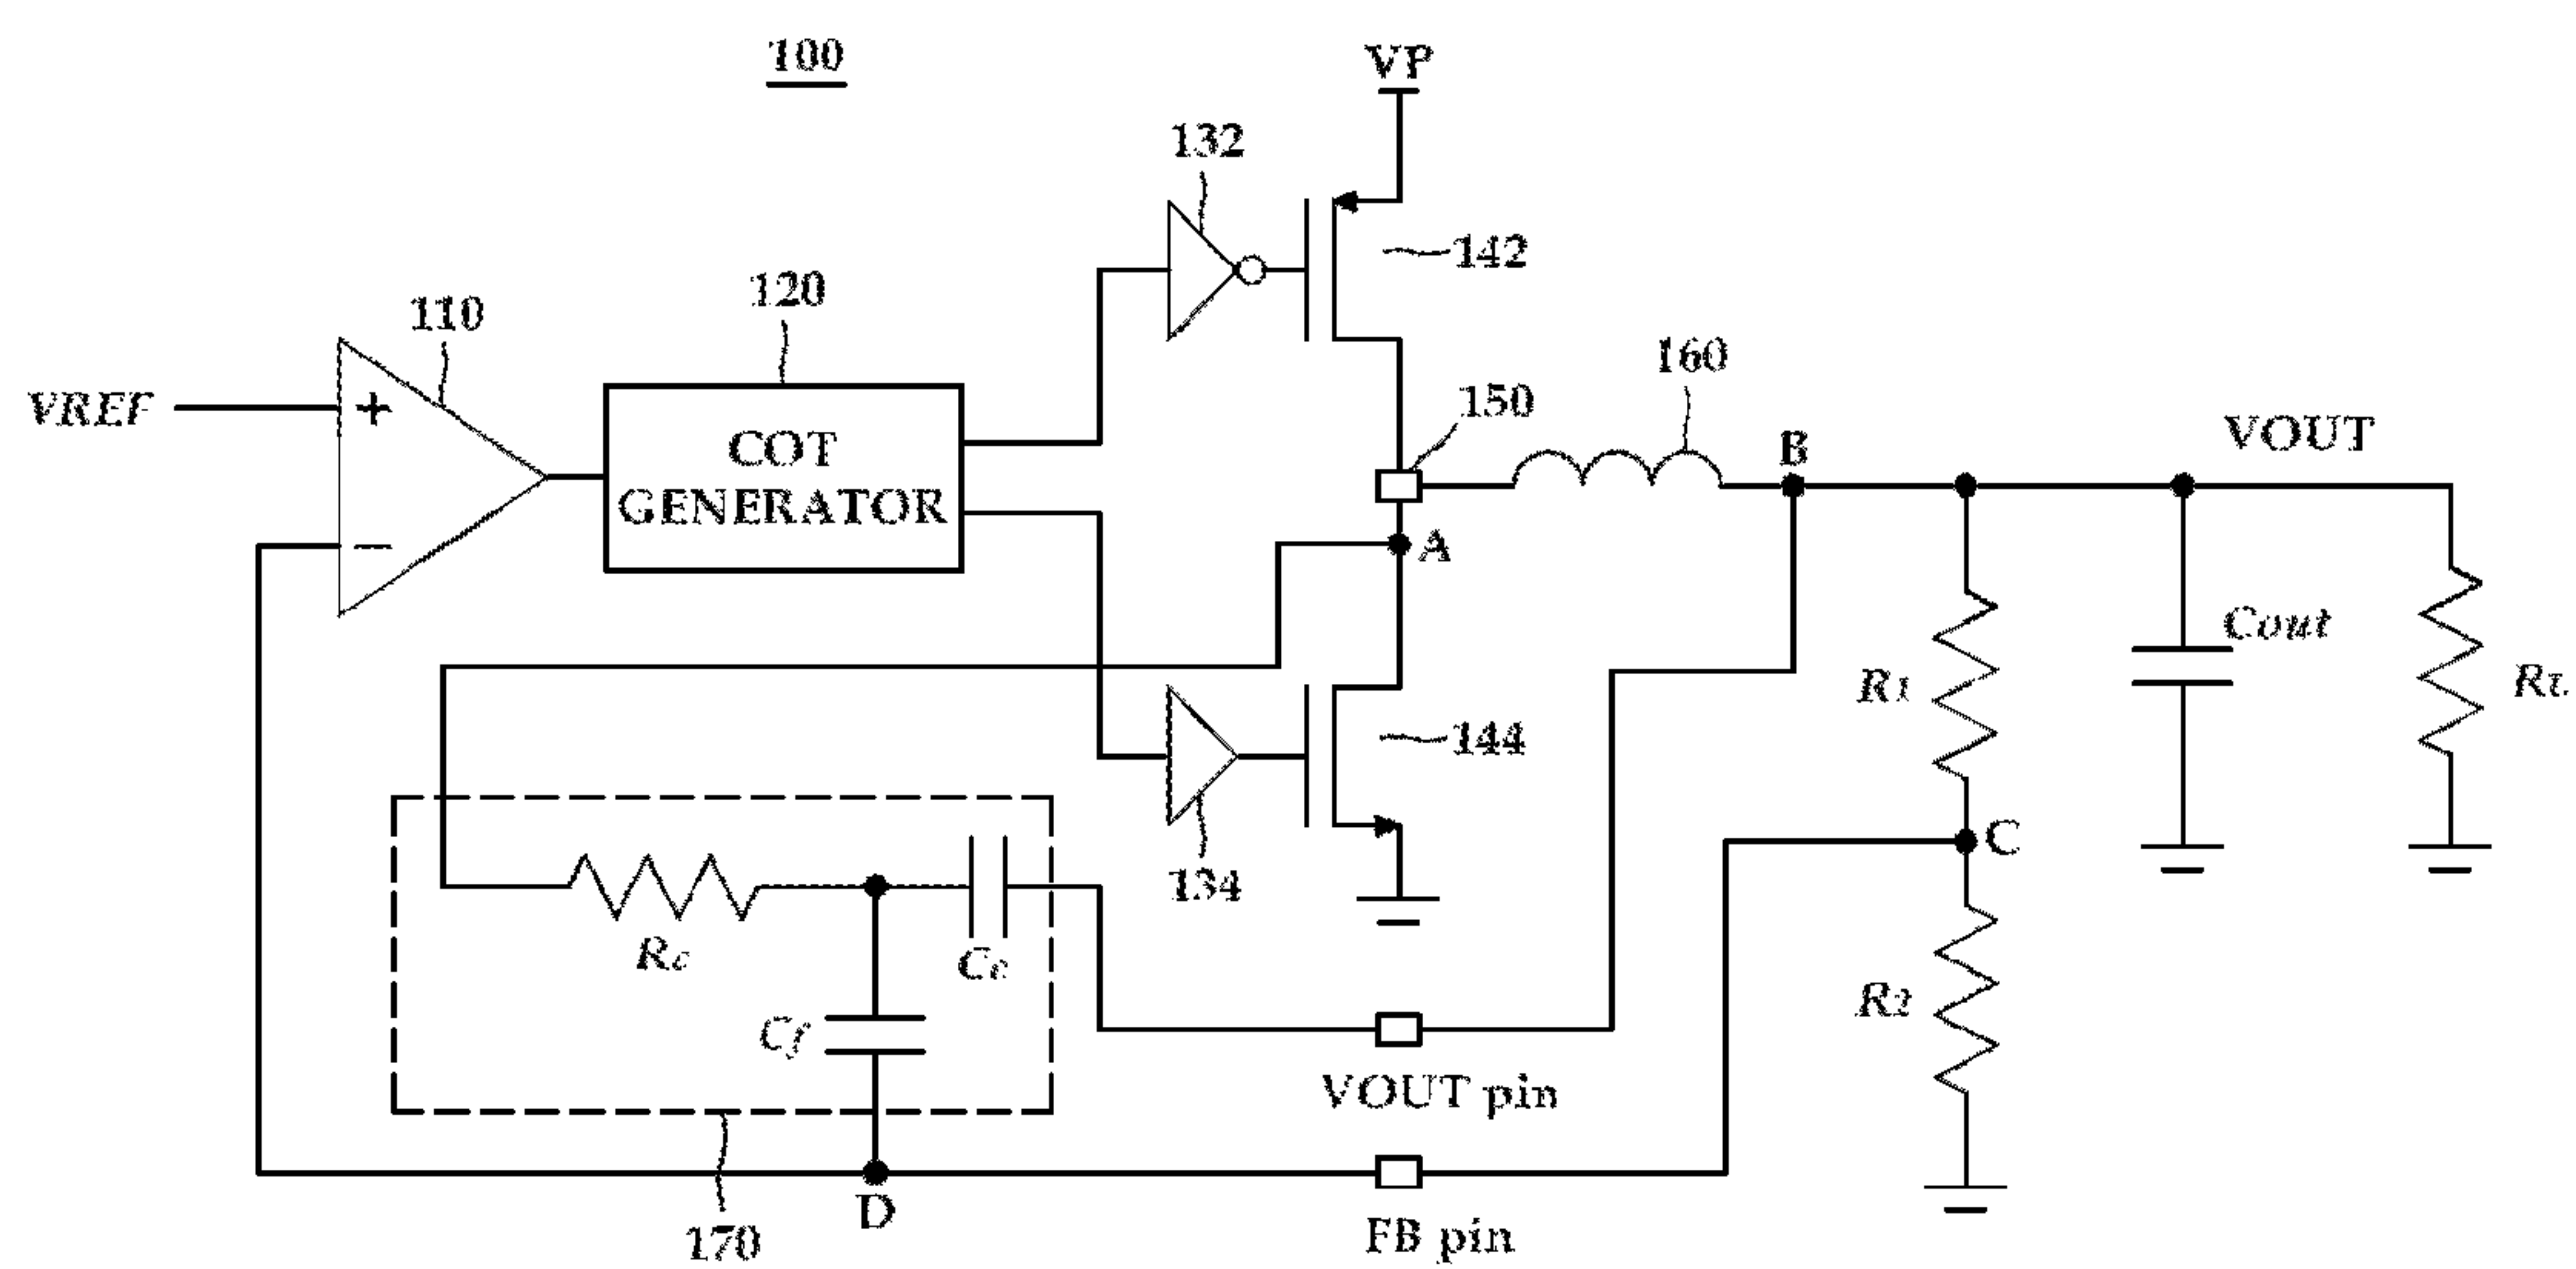 100
VP
132
142
120
110
160
150
VREF
+
COT
GENERATOR
B
VOUT
−
A
Cout
R1
RL
144
134
C
Rc
Cc
R2
Cf
VOUT pin
D
170
FB pin